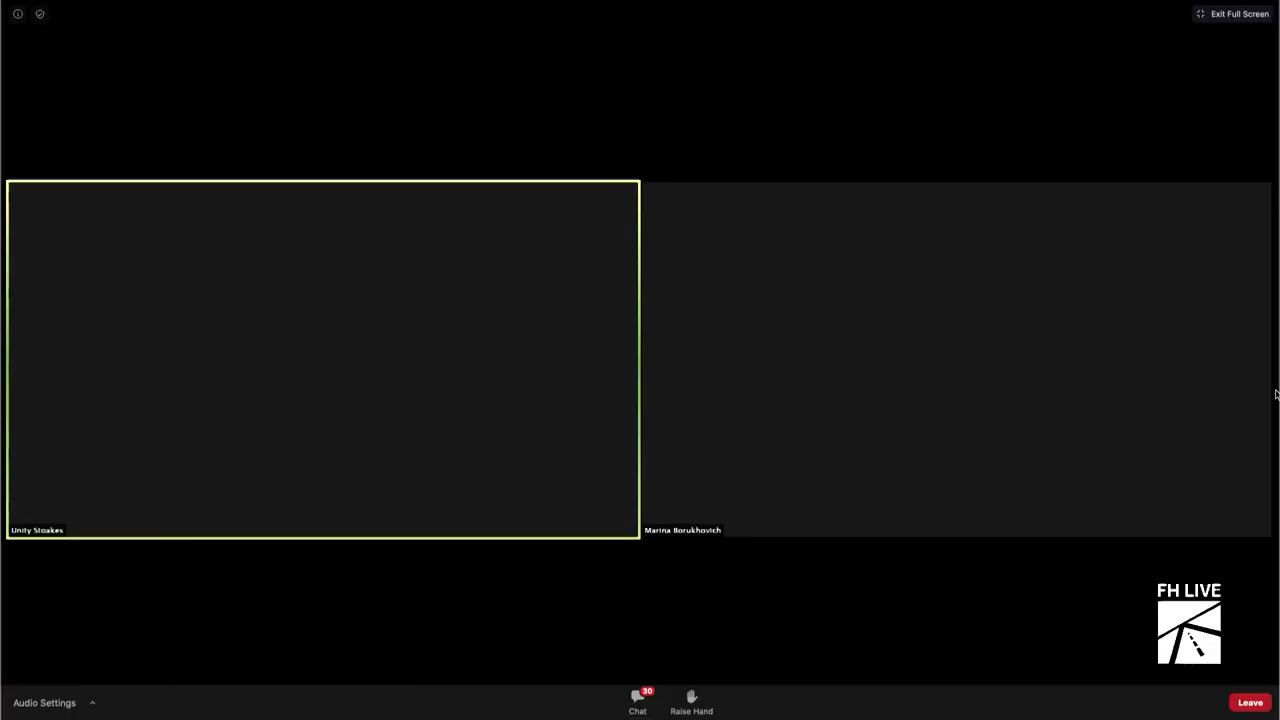 Exit Full Screen
Unity Stoakes
Marina Borukhovich
FH LIVE
Audio Settings
30
Chat
Raise Hand
Leave